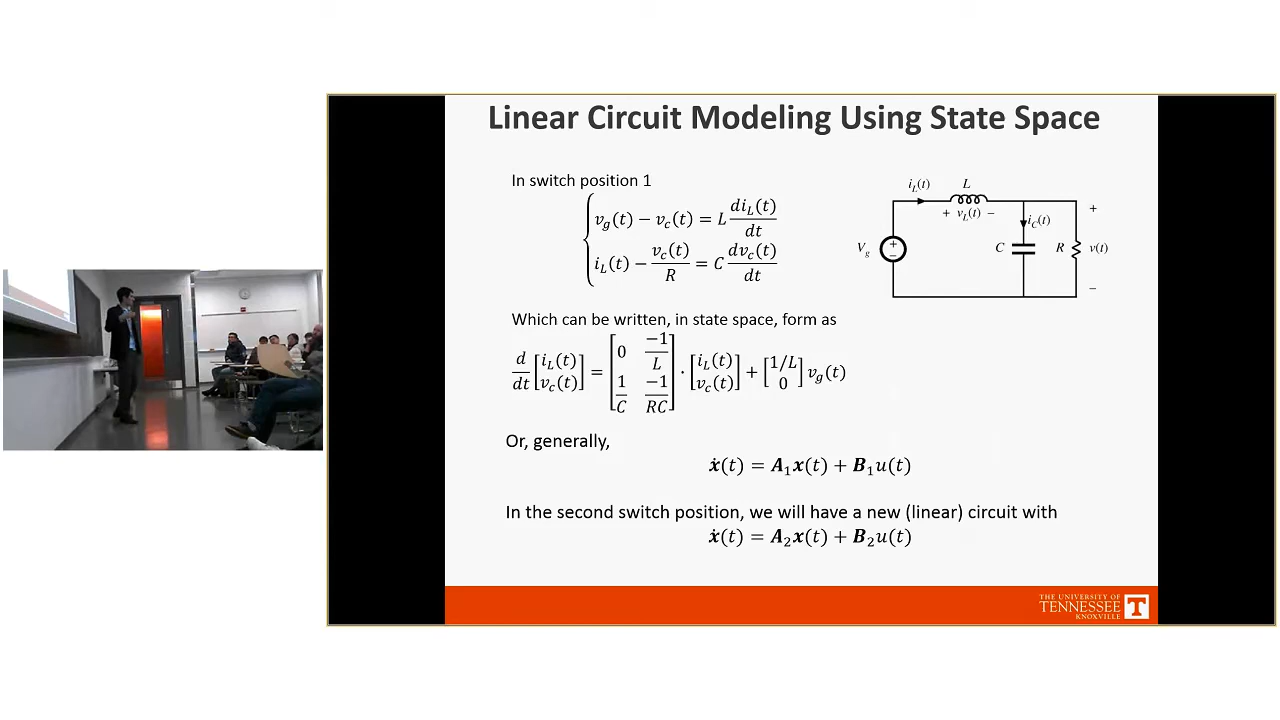 Linear Circuit Modeling Using State Space
In switch position 1
v_g(t) − v_c(t) = L di_L(t)/dt
i_L(t) − v_c(t)/R = C dv_c(t)/dt
i_L(t) L
+ v_L(t) −
i_C(t)
+
V_g + − C R v(t)
−
Which can be written, in state space, form as
d/dt [i_L(t) v_c(t)] = [0 −1/L 1/C −1/RC] · [i_L(t) v_c(t)] + [1/L 0] v_g(t)
Or, generally,
ẋ(t) = A₁x(t) + B₁u(t)
In the second switch position, we will have a new (linear) circuit with
ẋ(t) = A₂x(t) + B₂u(t)
THE UNIVERSITY OF
TENNESSEE T
KNOXVILLE